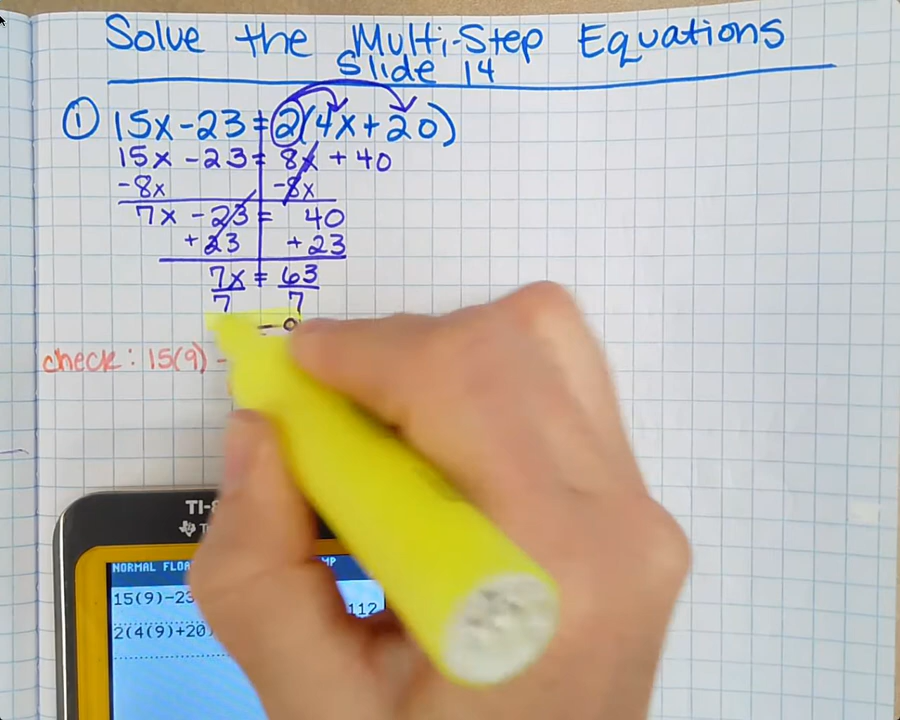 Solve the Multi-Step Equations
Slide 14
① 15x - 23 = 2(4x + 20)
15x - 23 = 8x + 40
-8x -8x
7x - 23 = 40
+ 23 + 23
7x = 63
7 7
check: 15(9) -
TI-8
NORMAL FLOA MP
15(9)-23
112
2(4(9)+20)